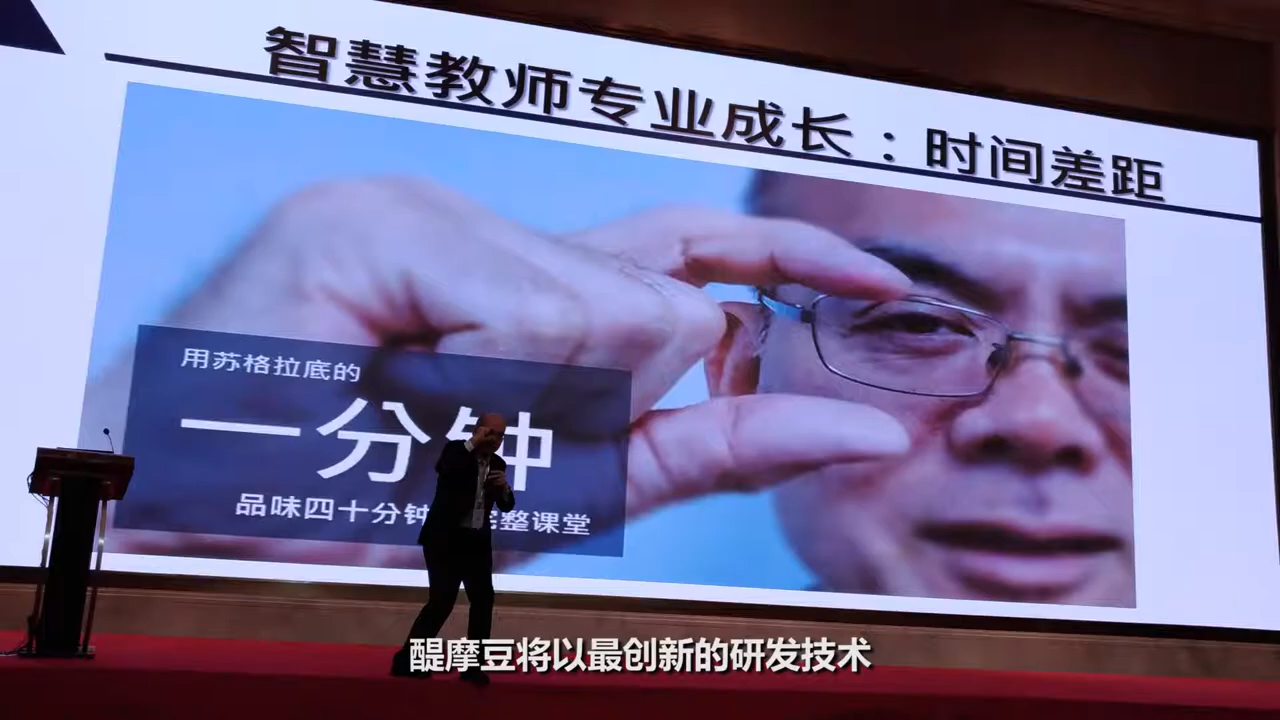 智慧教师专业成长：时间差距
用苏格拉底的
一分钟
品味四十分钟 完整课堂
醍摩豆将以最创新的研发技术